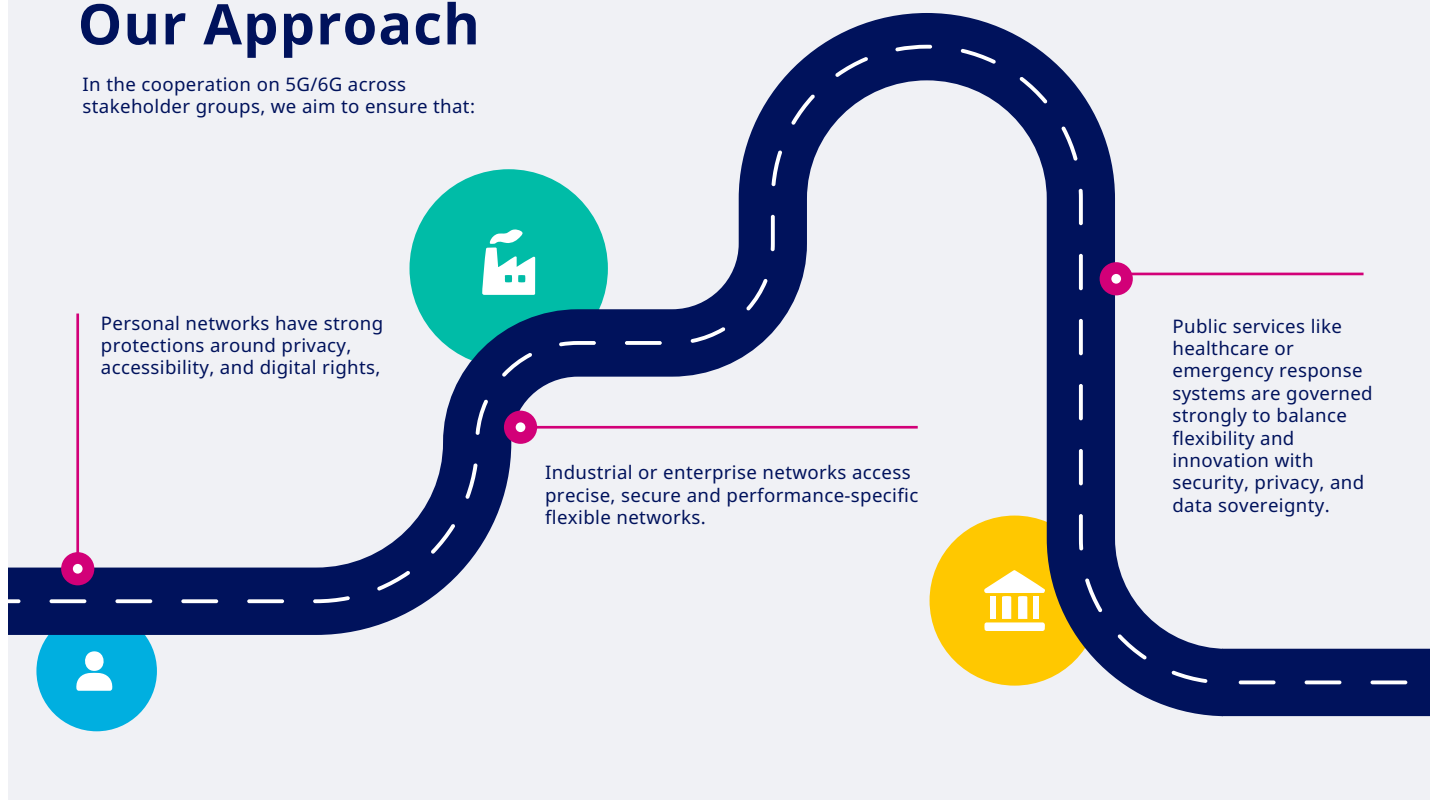 Our Approach
In the cooperation on 5G/6G across
stakeholder groups, we aim to ensure that:
Personal networks have strong
protections around privacy,
accessibility, and digital rights,
Industrial or enterprise networks access
precise, secure and performance-specific
flexible networks.
Public services like
healthcare or
emergency response
systems are governed
strongly to balance
flexibility and
innovation with
security, privacy, and
data sovereignty.